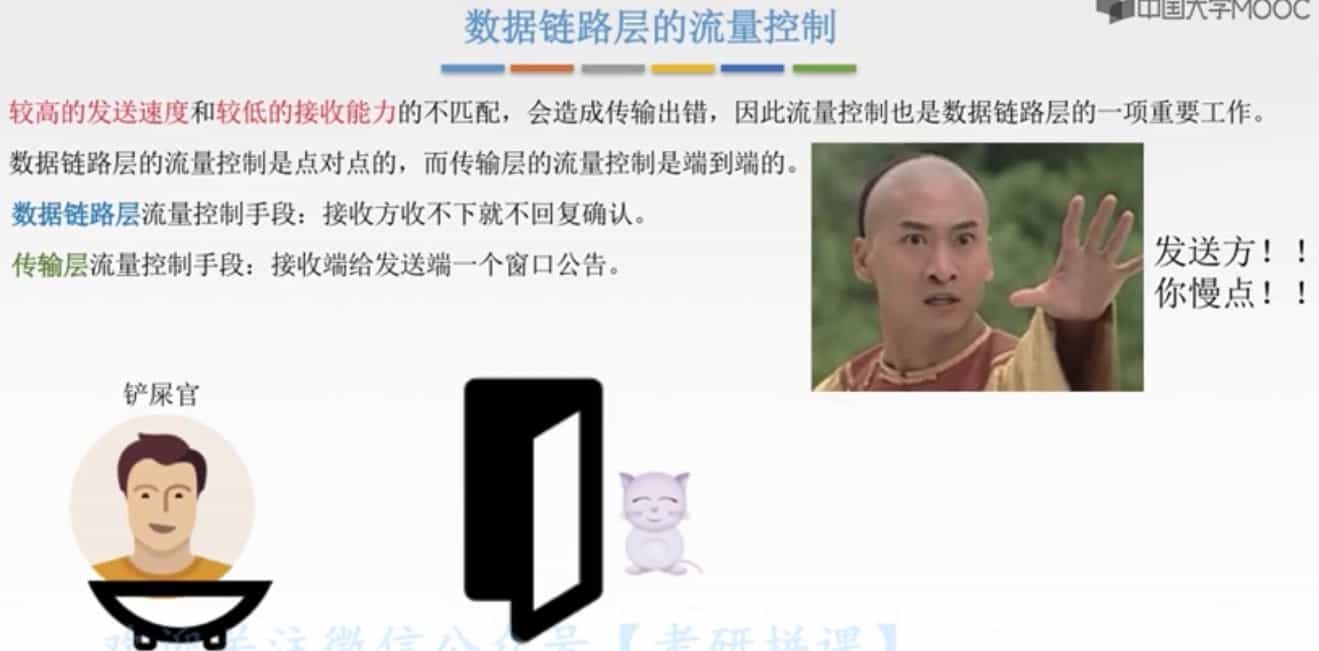 中国大学MOOC
数据链路层的流量控制
较高的发送速度和较低的接收能力的不匹配，会造成传输出错，因此流量控制也是数据链路层的一项重要工作。
数据链路层的流量控制是点对点的，而传输层的流量控制是端到端的。
数据链路层流量控制手段：接收方收不下就不回复确认。
传输层流量控制手段：接收端给发送端一个窗口公告。
发送方！！
你慢点！！
铲屎官
欢迎关注微信公众号【考研拼课】